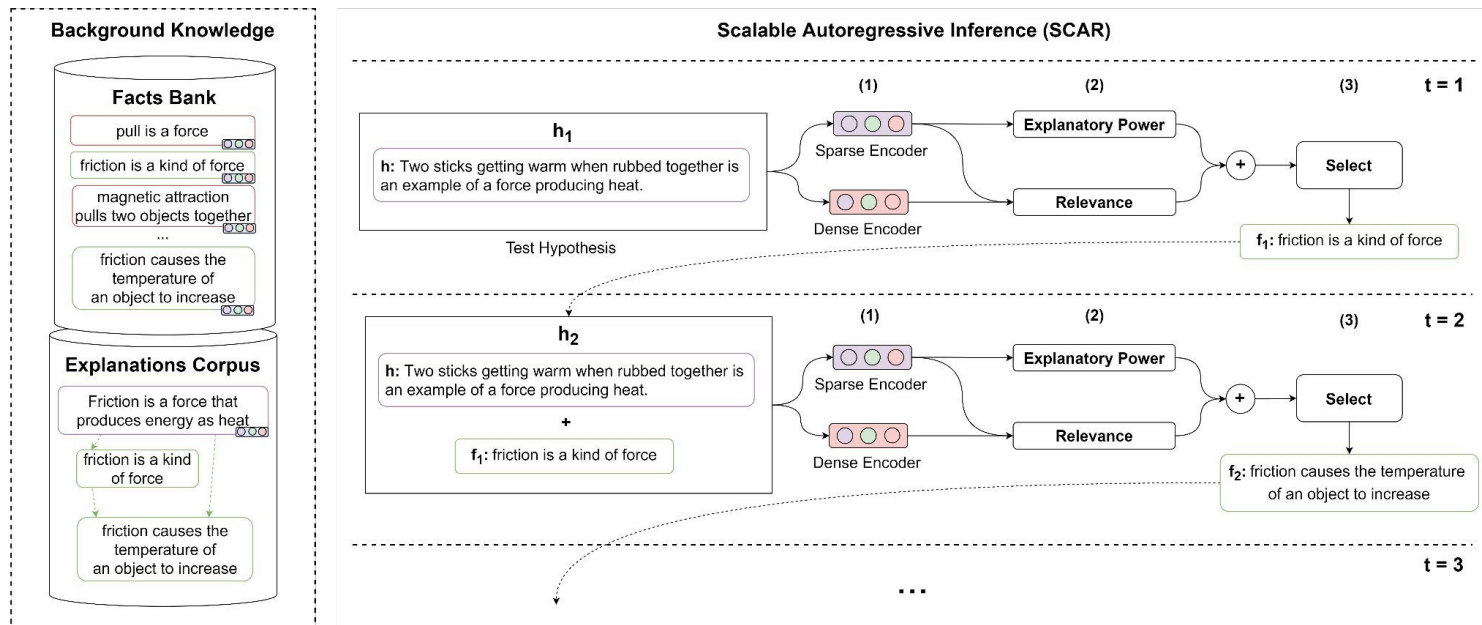 Background Knowledge
Facts Bank
pull is a force
friction is a kind of force
magnetic attraction
pulls two objects together
...
friction causes the
temperature of
an object to increase
Explanations Corpus
Friction is a force that
produces energy as heat
friction is a kind
of force
friction causes the
temperature of
an object to increase
Scalable Autoregressive Inference (SCAR)
(1)
(2)
(3)
t = 1
h1
h: Two sticks getting warm when rubbed together is
an example of a force producing heat.
Test Hypothesis
Sparse Encoder
Dense Encoder
Explanatory Power
Relevance
+
Select
f1: friction is a kind of force
(1)
(2)
(3)
t = 2
h2
h: Two sticks getting warm when rubbed together is
an example of a force producing heat.
+
f1: friction is a kind of force
Sparse Encoder
Dense Encoder
Explanatory Power
Relevance
+
Select
f2: friction causes the temperature
of an object to increase
t = 3
...